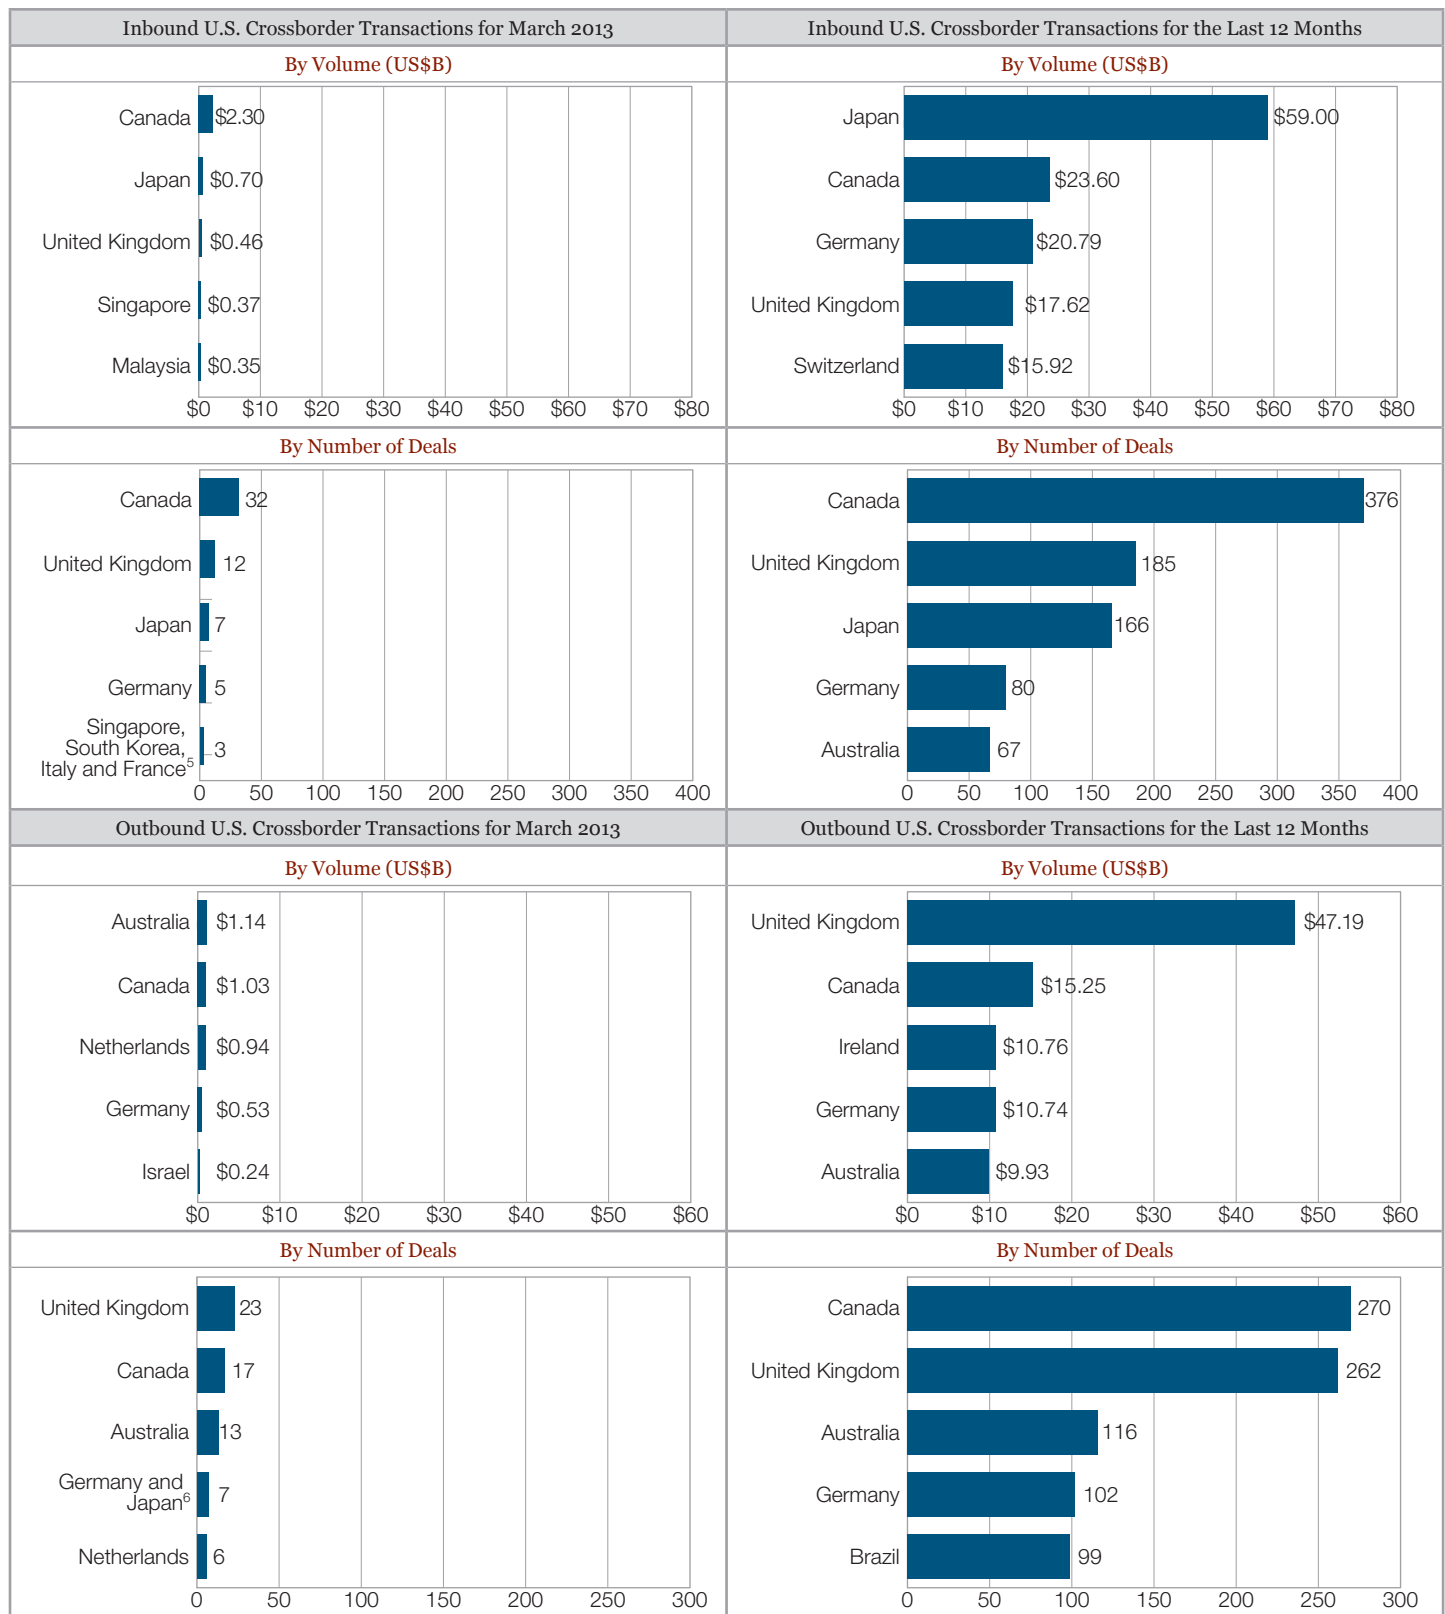 Inbound U.S. Crossborder Transactions for March 2013
By Volume (US$B)
Canada $2.30
Japan $0.70
United Kingdom $0.46
Singapore $0.37
Malaysia $0.35
$0 $10 $20 $30 $40 $50 $60 $70 $80
Inbound U.S. Crossborder Transactions for the Last 12 Months
By Volume (US$B)
Japan $59.00
Canada $23.60
Germany $20.79
United Kingdom $17.62
Switzerland $15.92
$0 $10 $20 $30 $40 $50 $60 $70 $80
By Number of Deals
Canada 32
United Kingdom 12
Japan 7
Germany 5
Singapore,
South Korea,
Italy and France5 3
0 50 100 150 200 250 300 350 400
By Number of Deals
Canada 376
United Kingdom 185
Japan 166
Germany 80
Australia 67
0 50 100 150 200 250 300 350 400
Outbound U.S. Crossborder Transactions for March 2013
By Volume (US$B)
Australia $1.14
Canada $1.03
Netherlands $0.94
Germany $0.53
Israel $0.24
$0 $10 $20 $30 $40 $50 $60
Outbound U.S. Crossborder Transactions for the Last 12 Months
By Volume (US$B)
United Kingdom $47.19
Canada $15.25
Ireland $10.76
Germany $10.74
Australia $9.93
$0 $10 $20 $30 $40 $50 $60
By Number of Deals
United Kingdom 23
Canada 17
Australia 13
Germany and
Japan6 7
Netherlands 6
0 50 100 150 200 250 300
By Number of Deals
Canada 270
United Kingdom 262
Australia 116
Germany 102
Brazil 99
0 50 100 150 200 250 300